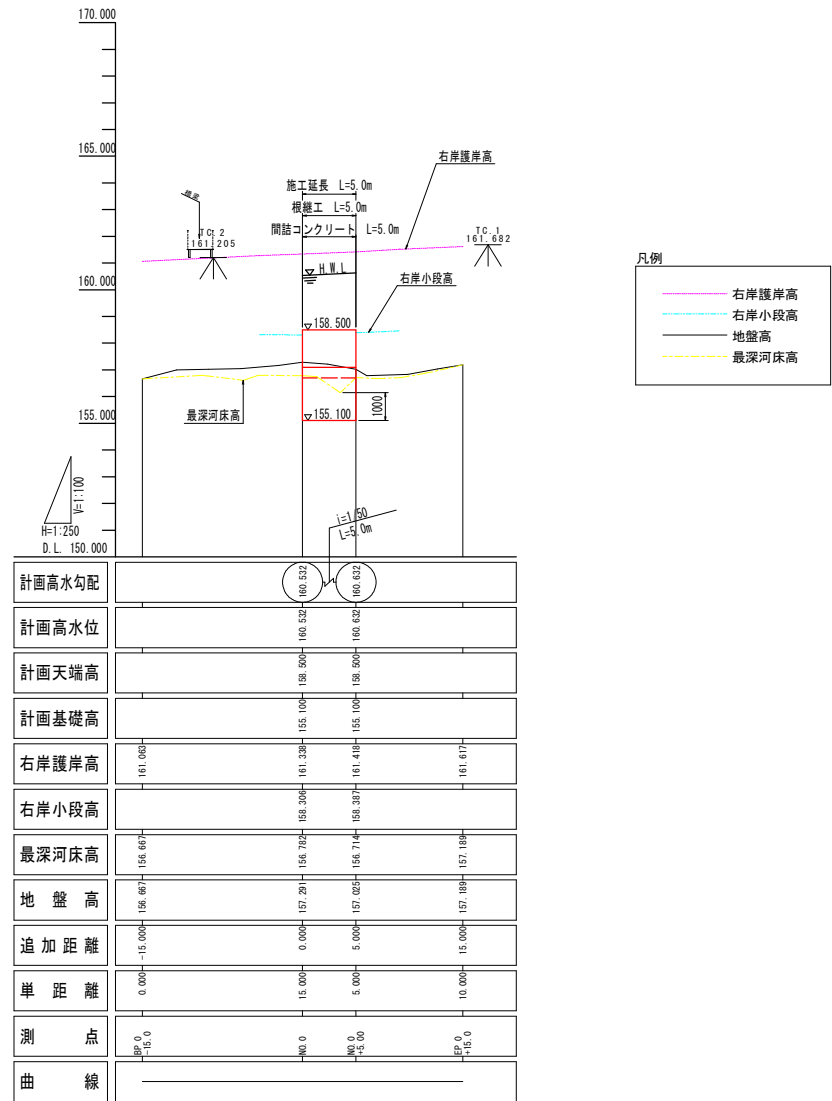 170.000
165.000
160.000
155.000
D.L. 150.000
V=1:100
H=1:250
右岸護岸高
施工延長 L=5.0m
根継工 L=5.0m
間詰コンクリート L=5.0m
橋梁
TC.2
161.205
TC.1
161.682
H.W.L
右岸小段高
158.500
最深河床高
155.100
1000
i=1/50
L=5.0m
凡例
右岸護岸高
右岸小段高
地盤高
最深河床高
計画高水勾配 160.532 160.632
計画高水位 160.532 160.632
計画天端高 158.500 158.500
計画基礎高 155.100 155.100
右岸護岸高 161.063 161.338 161.418 161.617
右岸小段高 158.306 158.387
最深河床高 156.667 156.782 156.714 157.189
地盤高 156.667 157.291 157.025 157.189
追加距離 -15.000 0.000 5.000 15.000
単距離 0.000 15.000 5.000 10.000
測点 BP.0 -15.0 NO.0 NO.0 +5.00 EP.0 +15.0
曲線